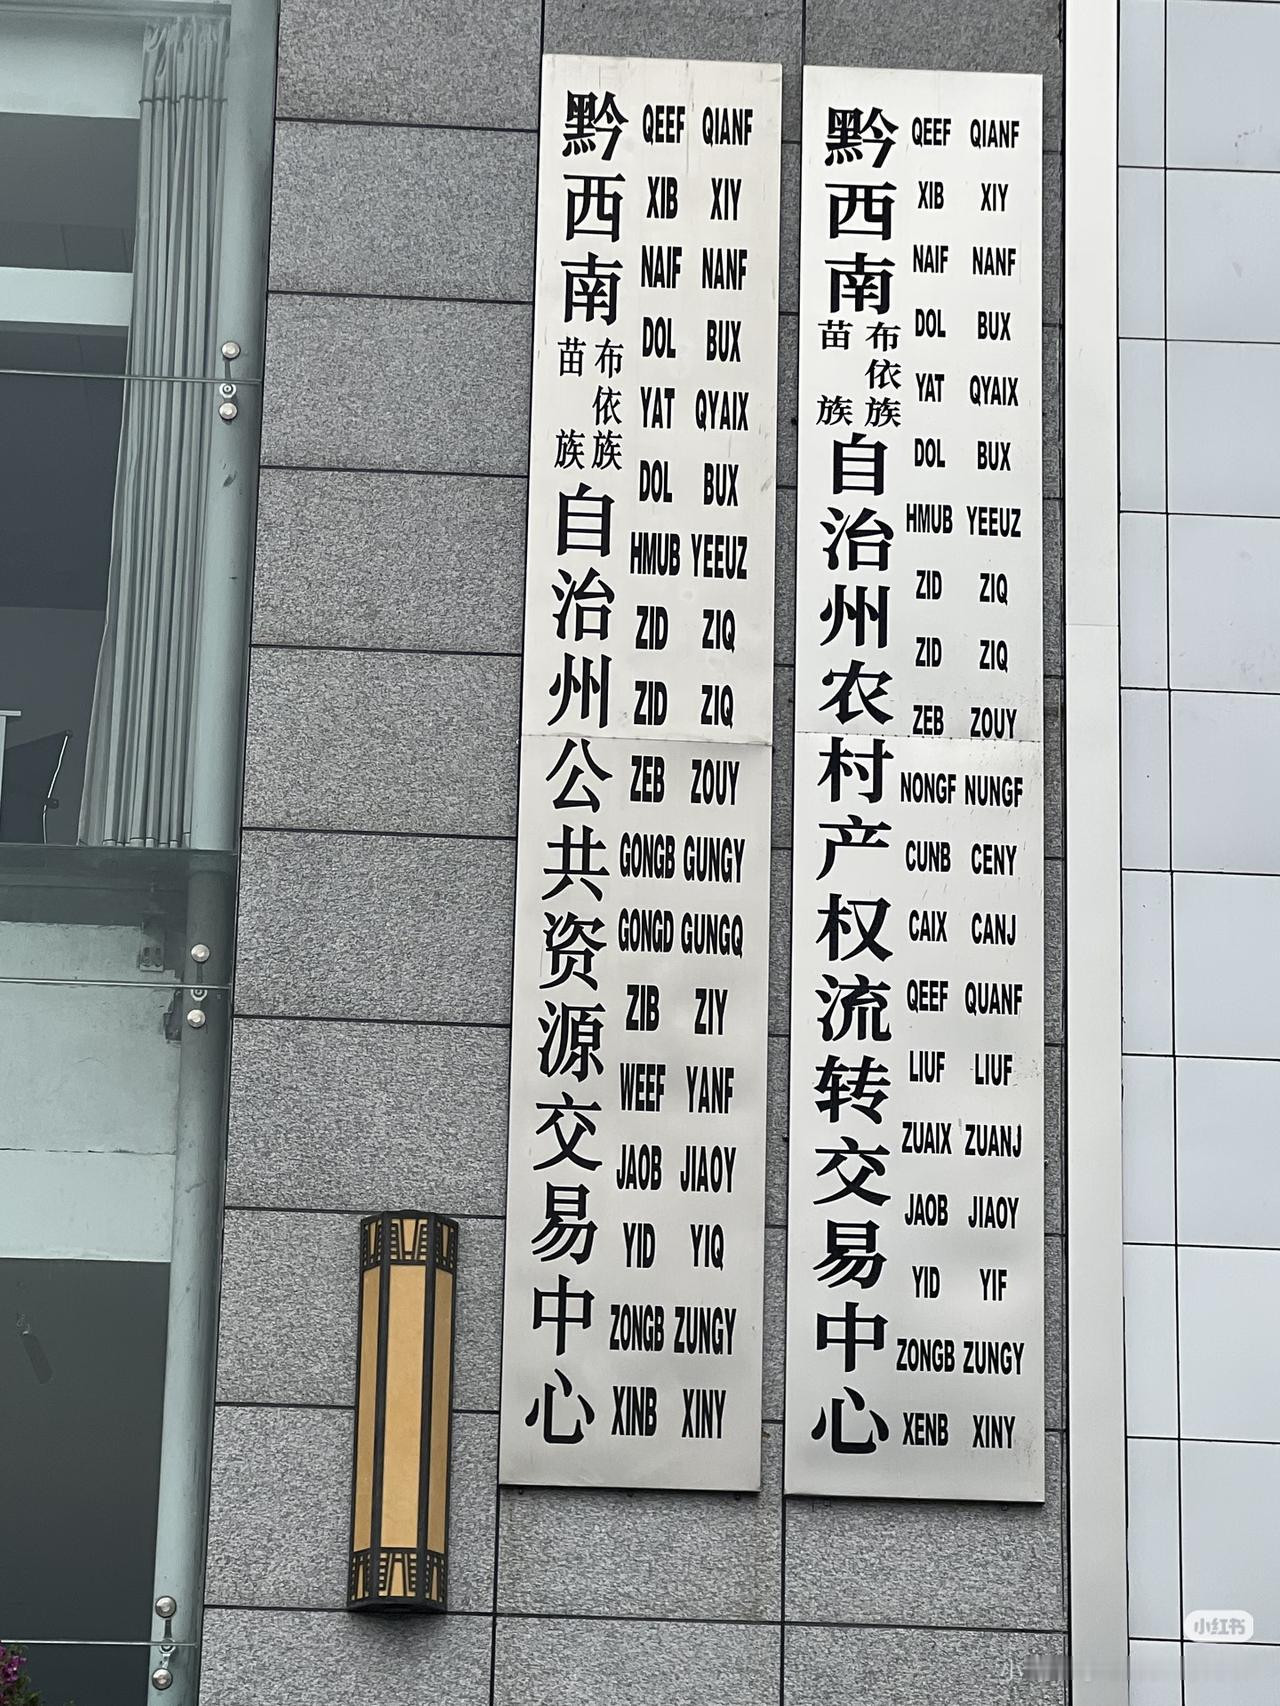 黔西南布依族苗族自治州公共资源交易中心
QEEF XIB NAIF DOL YAT DOL HMUB ZID ZID ZEB GONGB GONGD ZIB WEEF JAOB YID ZONGB XINB
QIANF XIY NANF BUX QYAIX BUX YEEUZ ZIQ ZIQ ZOUY GUNGY GUNGQ ZIY YANF JIAOY YIQ ZUNGY XINY
黔西南布依族苗族自治州农村产权流转交易中心
QEEF XIB NAIF DOL YAT DOL HMUB ZID ZID ZEB NONGF CUNB CAIX QEEF LIUF ZUAIX JAOB YID ZONGB XENB
QIANF XIY NANF BUX QYAIX BUX YEEUZ ZIQ ZIQ ZOUY NUNGF CENY CANJ QUANF LIUF ZUANJ JIAOY YIF ZUNGY XINY
小红书